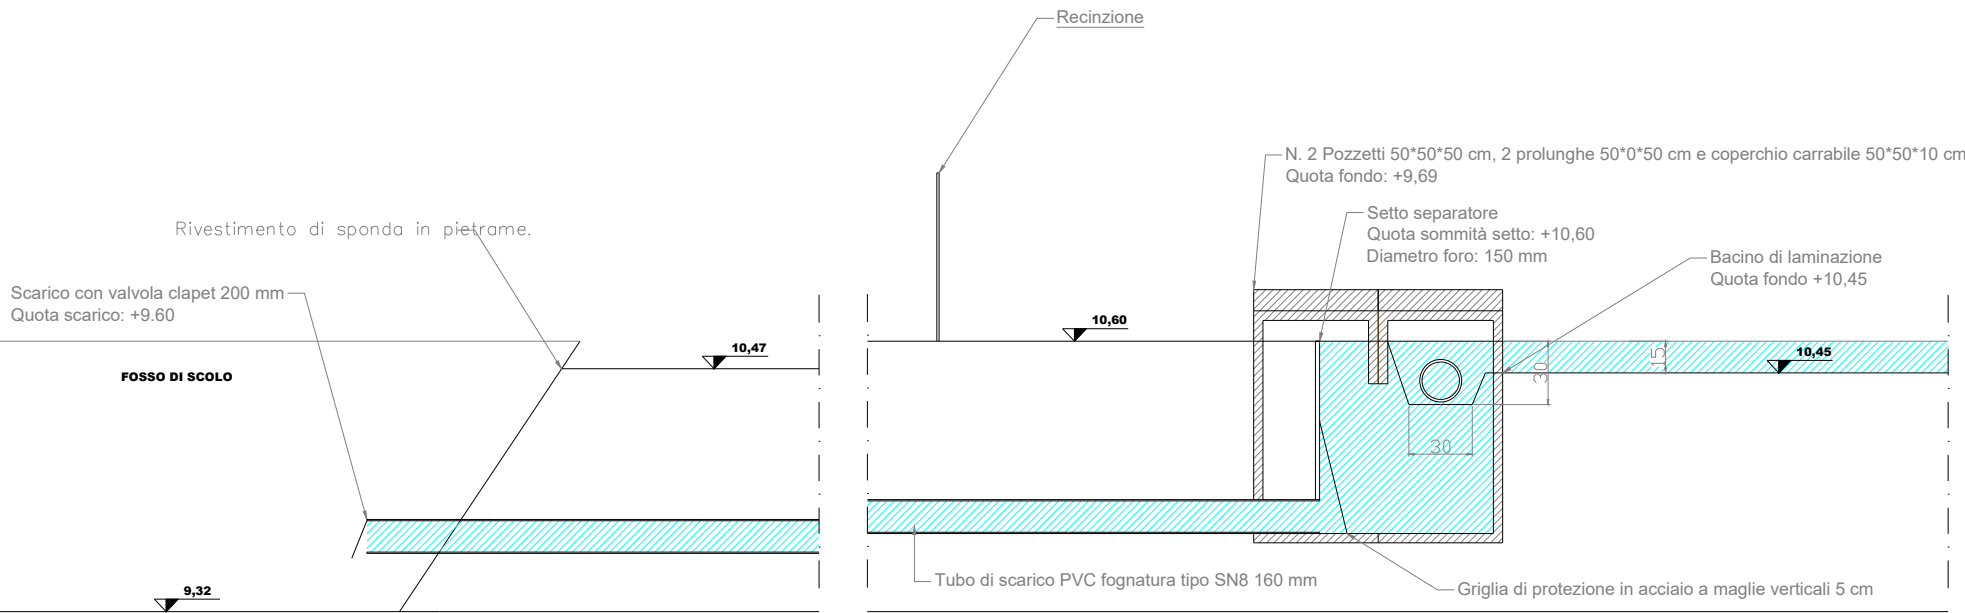 Recinzione
N. 2 Pozzetti 50*50*50 cm, 2 prolunghe 50*0*50 cm e coperchio carrabile 50*50*10 cm
Quota fondo: +9,69
Setto separatore
Quota sommità setto: +10,60
Diametro foro: 150 mm
Rivestimento di sponda in pietrame.
Bacino di laminazione
Quota fondo +10,45
Scarico con valvola clapet 200 mm
Quota scarico: +9.60
10,60
10,47
10,45
15
30
FOSSO DI SCOLO
30
9,32
Tubo di scarico PVC fognatura tipo SN8 160 mm
Griglia di protezione in acciaio a maglie verticali 5 cm